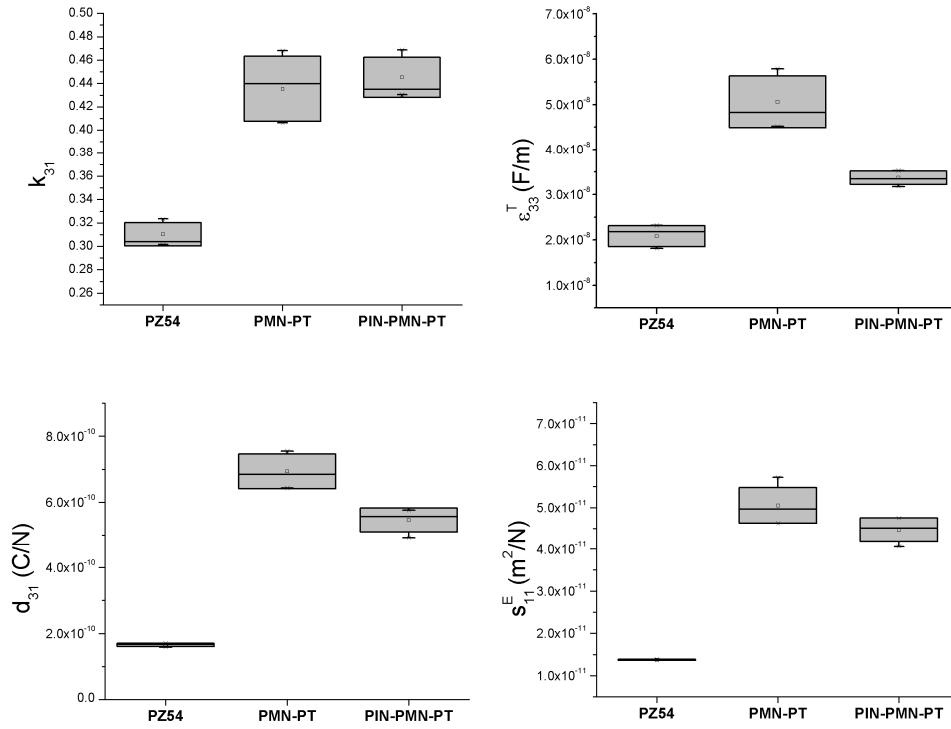 0.50
0.48
0.46
0.44
0.42
0.40
0.38
0.36
0.34
0.32
0.30
0.28
0.26
k31
PZ54 PMN-PT PIN-PMN-PT
7.0x10-8
6.0x10-8
5.0x10-8
4.0x10-8
3.0x10-8
2.0x10-8
1.0x10-8
εT33 (F/m)
PZ54 PMN-PT PIN-PMN-PT
8.0x10-10
6.0x10-10
4.0x10-10
2.0x10-10
0.0
d31 (C/N)
PZ54 PMN-PT PIN-PMN-PT
7.0x10-11
6.0x10-11
5.0x10-11
4.0x10-11
3.0x10-11
2.0x10-11
1.0x10-11
sE11 (m2/N)
PZ54 PMN-PT PIN-PMN-PT